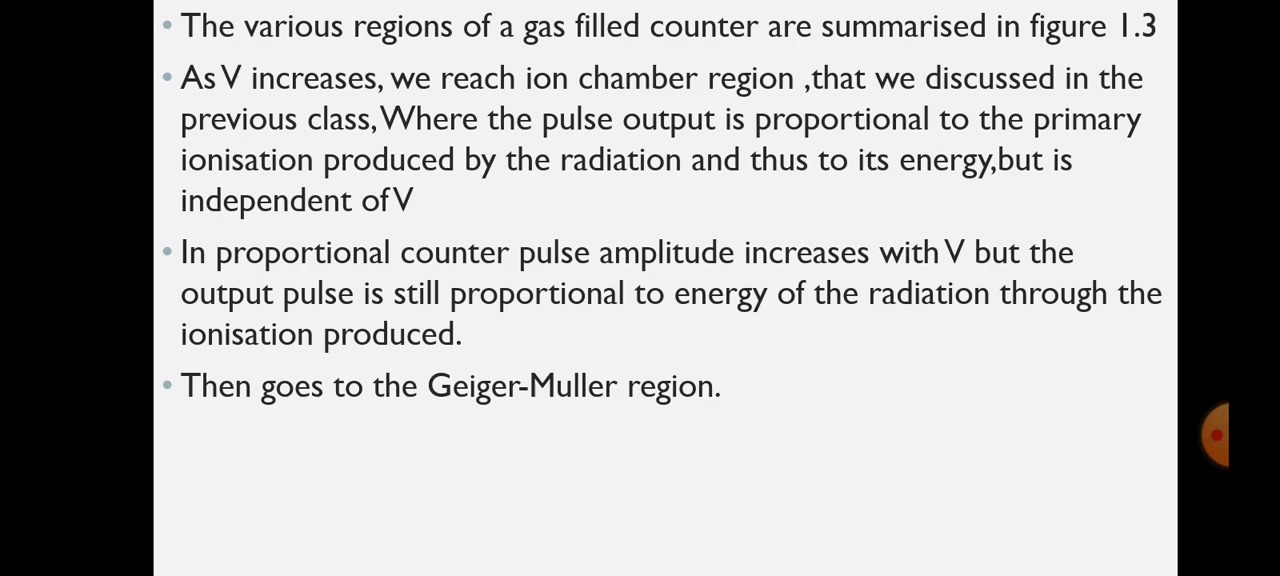 • The various regions of a gas filled counter are summarised in figure 1.3
• As V increases, we reach ion chamber region ,that we discussed in the
previous class,Where the pulse output is proportional to the primary
ionisation produced by the radiation and thus to its energy,but is
independent of V
• In proportional counter pulse amplitude increases with V but the
output pulse is still proportional to energy of the radiation through the
ionisation produced.
• Then goes to the Geiger-Muller region.